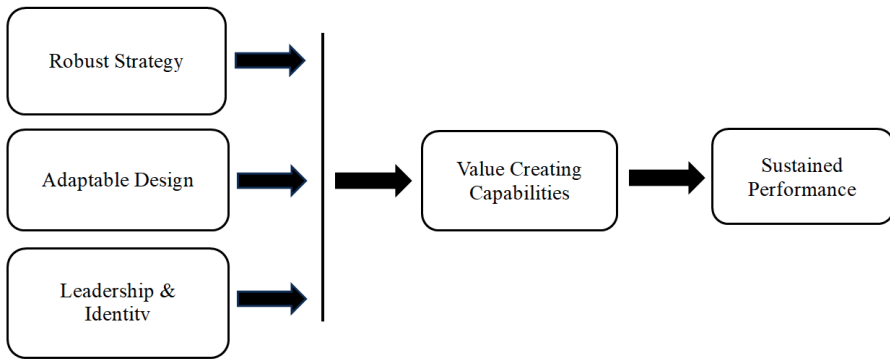 Robust Strategy
Adaptable Design
Leadership &
Identity
Value Creating
Capabilities
Sustained
Performance